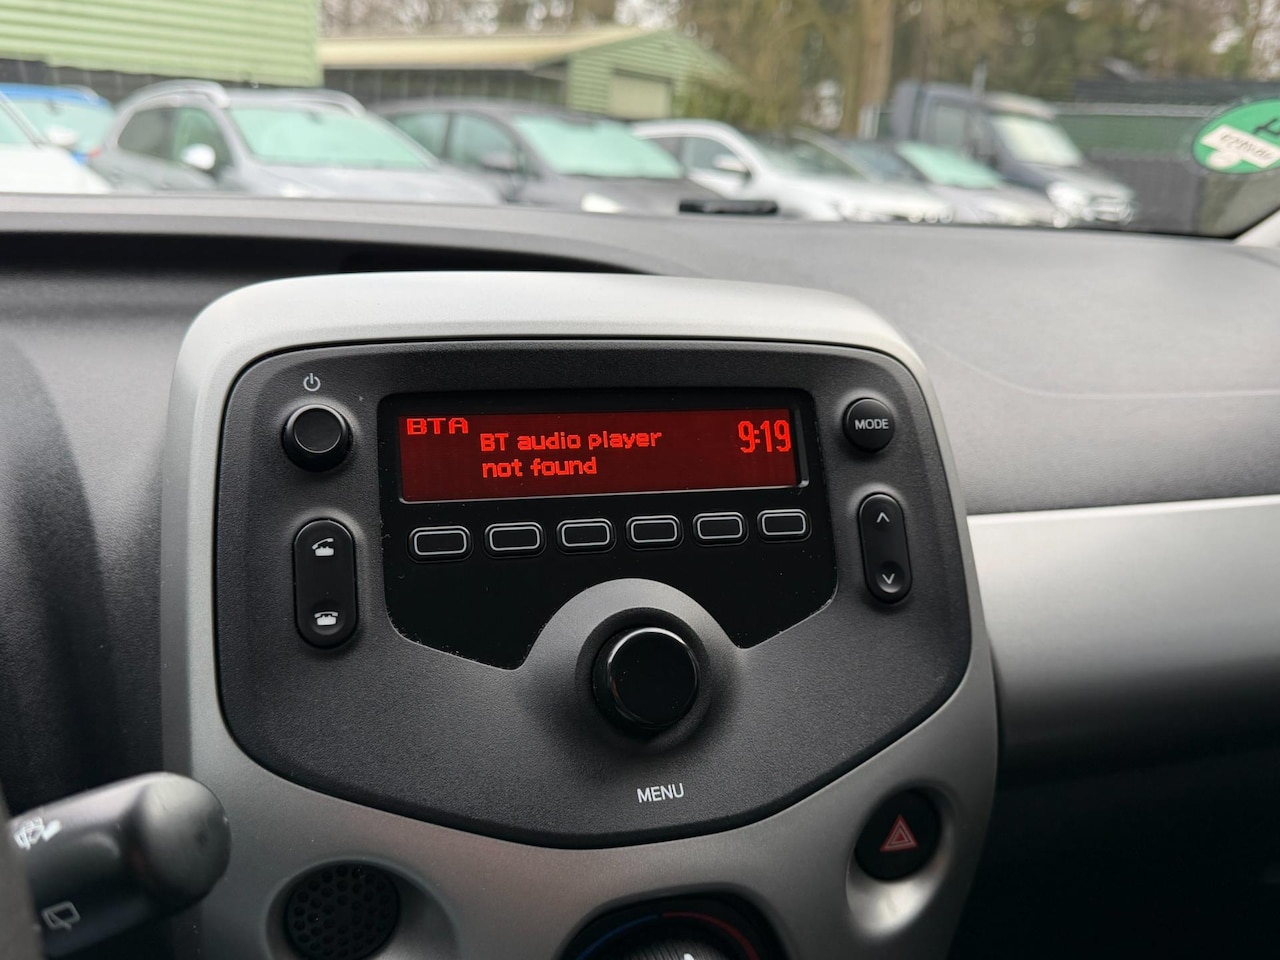 BTA
BT audio player
not found
9:19
MODE
MENU